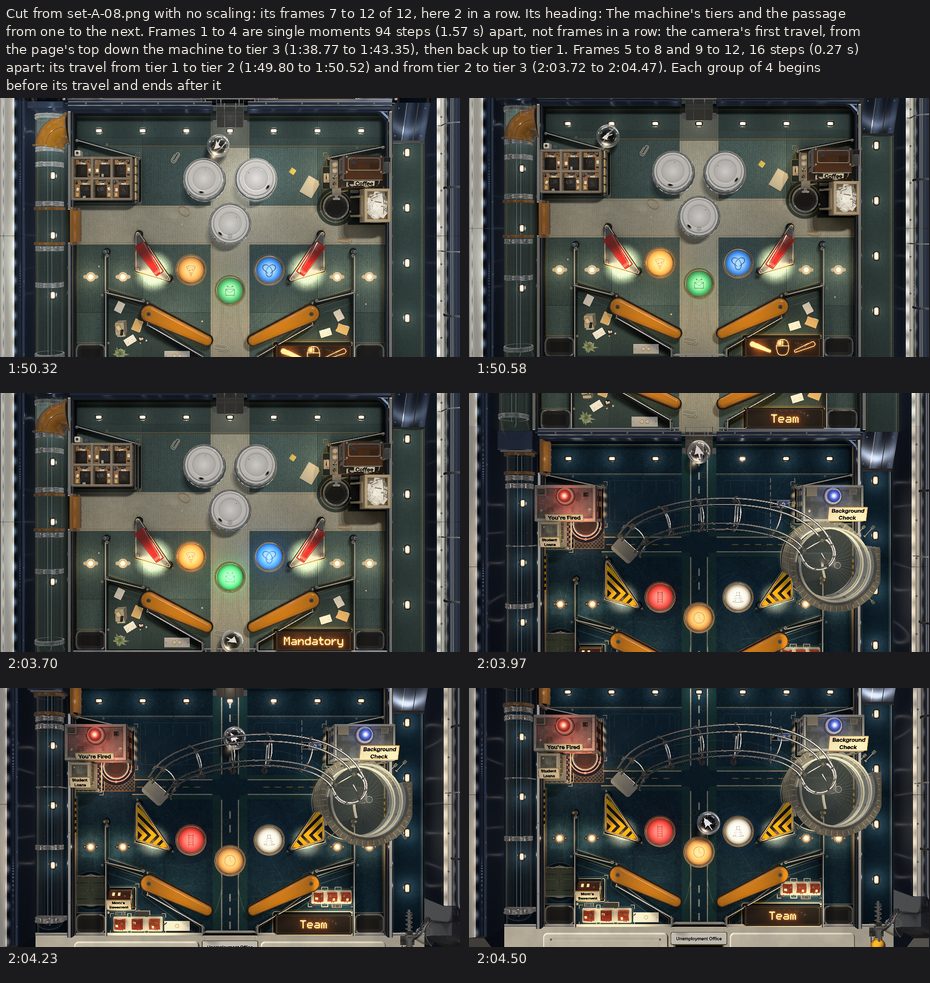 Cut from set-A-08.png with no scaling: its frames 7 to 12 of 12, here 2 in a row. Its heading: The machine's tiers and the passage
from one to the next. Frames 1 to 4 are single moments 94 steps (1.57 s) apart, not frames in a row: the camera's first travel, from
the page's top down the machine to tier 3 (1:38.77 to 1:43.35), then back up to tier 1. Frames 5 to 8 and 9 to 12, 16 steps (0.27 s)
apart: its travel from tier 1 to tier 2 (1:49.80 to 1:50.52) and from tier 2 to tier 3 (2:03.72 to 2:04.47). Each group of 4 begins
before its travel and ends after it
Coffee
Coffee
1:50.32
1:50.58
Coffee
Mandatory
Team
You're Fired
Background
Check
Student
Loans
2:03.70
2:03.97
You're Fired
Background
Check
Student
Loans
Mom's
Basement
Team
Unemployment Office
You're Fired
Background
Check
Student
Loans
Mom's
Basement
Team
Unemployment Office
2:04.23
2:04.50